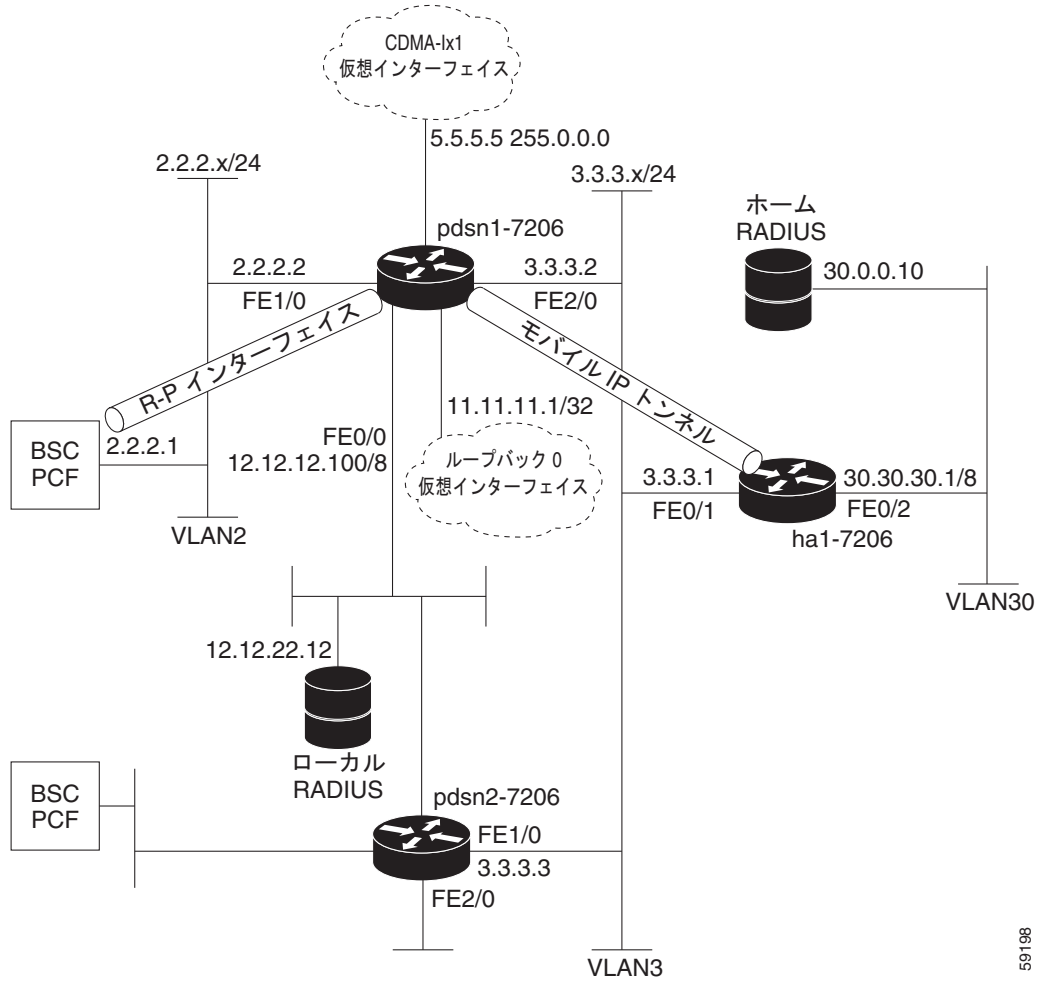 CDMA-Ix1
仮想インターフェイス
5.5.5.5 255.0.0.0
2.2.2.x/24
3.3.3.x/24
pdsn1-7206
ホーム
RADIUS
2.2.2.2
3.3.3.2
30.0.0.10
FE1/0
FE2/0
R-P インターフェイス
モバイル IP トンネル
11.11.11.1/32
BSC
PCF
2.2.2.1
FE0/0
12.12.12.100/8
ループバック 0
仮想インターフェイス
3.3.3.1
30.30.30.1/8
FE0/1
FE0/2
VLAN2
ha1-7206
VLAN30
12.12.22.12
ローカル
RADIUS
BSC
PCF
pdsn2-7206
FE1/0
3.3.3.3
FE2/0
VLAN3
59198